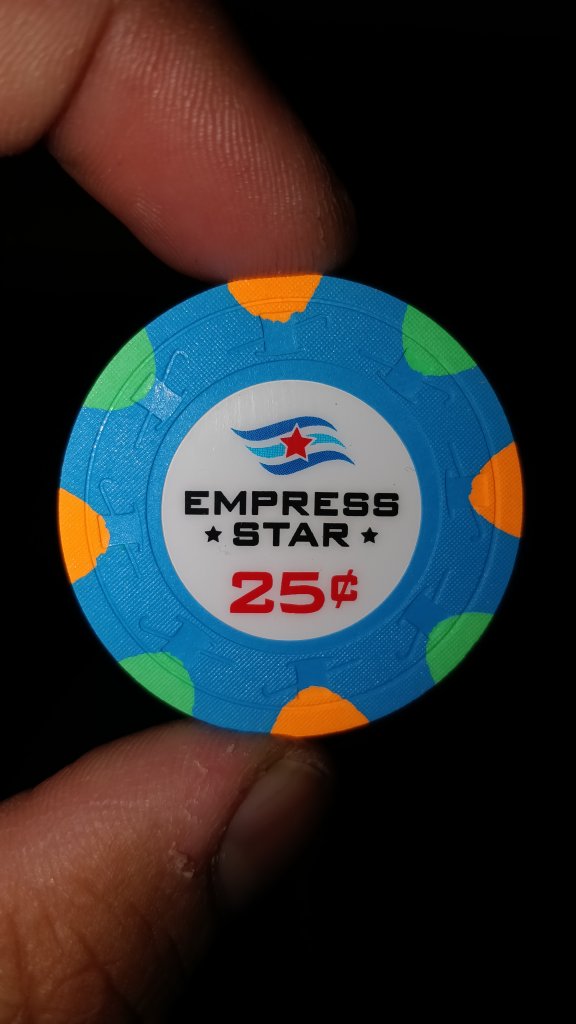 EMPRESS
★ STAR ★
25¢